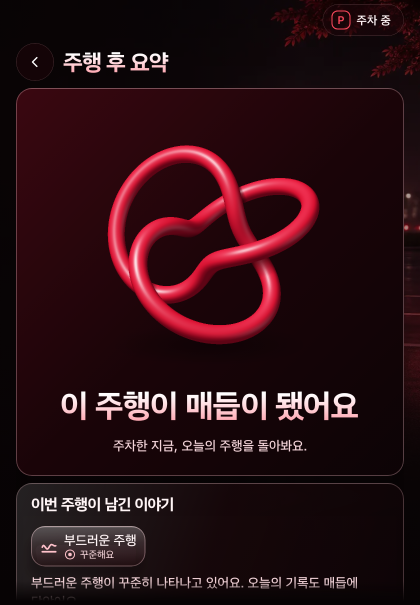 P 주차 중
주행 후 요약
이 주행이 매듭이 됐어요
주차한 지금, 오늘의 주행을 돌아봐요.
이번 주행이 남긴 이야기
부드러운 주행
꾸준해요
부드러운 주행이 꾸준히 나타나고 있어요. 오늘의 기록도 매듭에